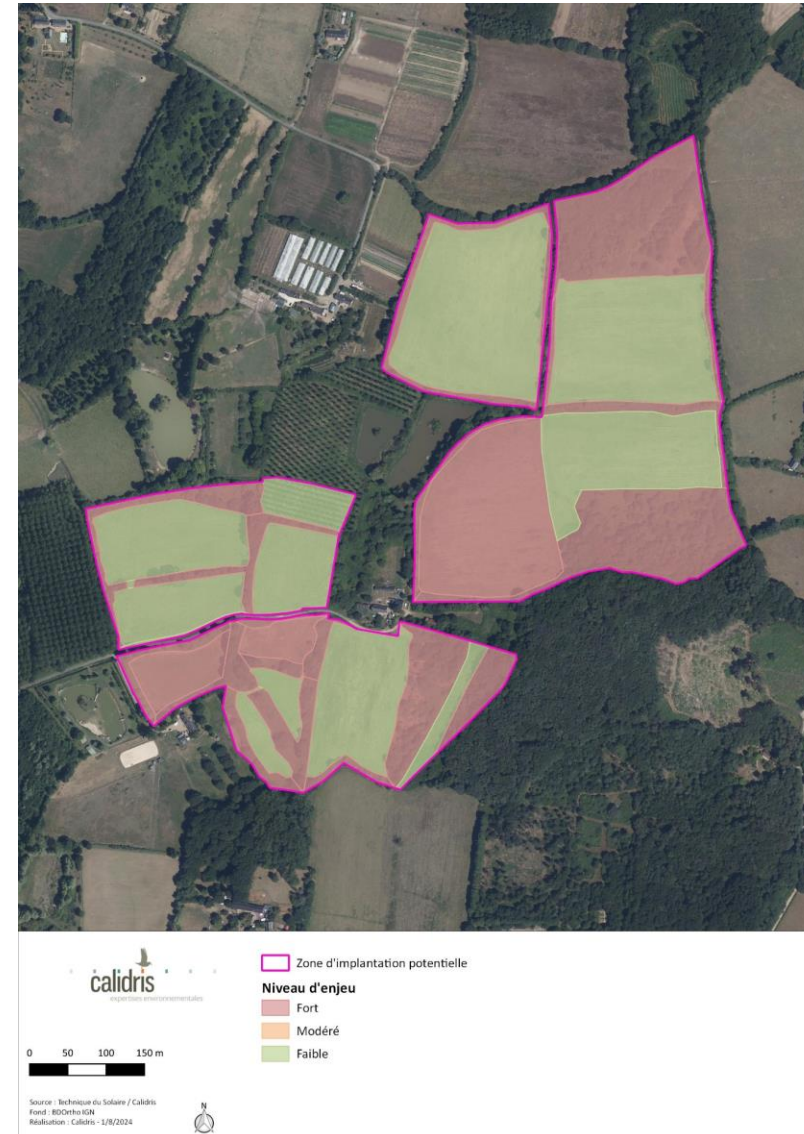 calidris
expertises environnementales
Zone d'implantation potentielle
Niveau d'enjeu
Fort
Modéré
Faible
0 50 100 150 m
Source : Technique du Solaire / Calidris
Fond : BDOrtho IGN
Réalisation : Calidris - 1/8/2024
N